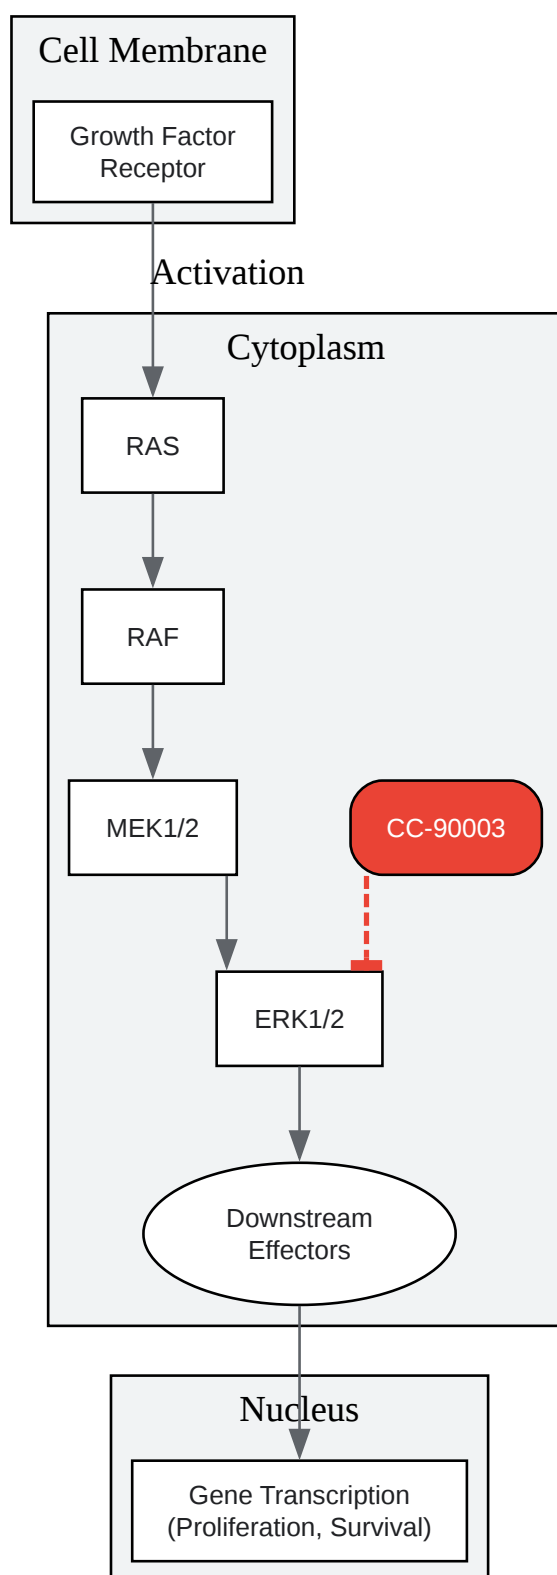 Cell Membrane
Growth Factor
Receptor
Activation
Cytoplasm
RAS
RAF
MEK1/2
CC-90003
ERK1/2
Downstream
Effectors
Nucleus
Gene Transcription
(Proliferation, Survival)